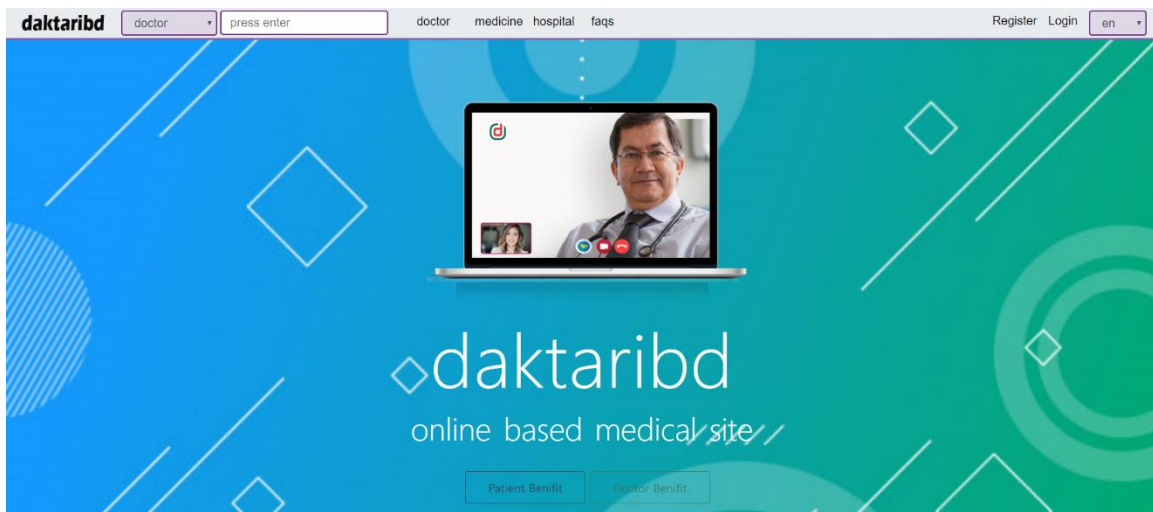 daktaribd doctor press enter doctor medicine hospital faqs Register Login en
d
daktaribd
online based medical site
Patient Benifit Doctor Benifit